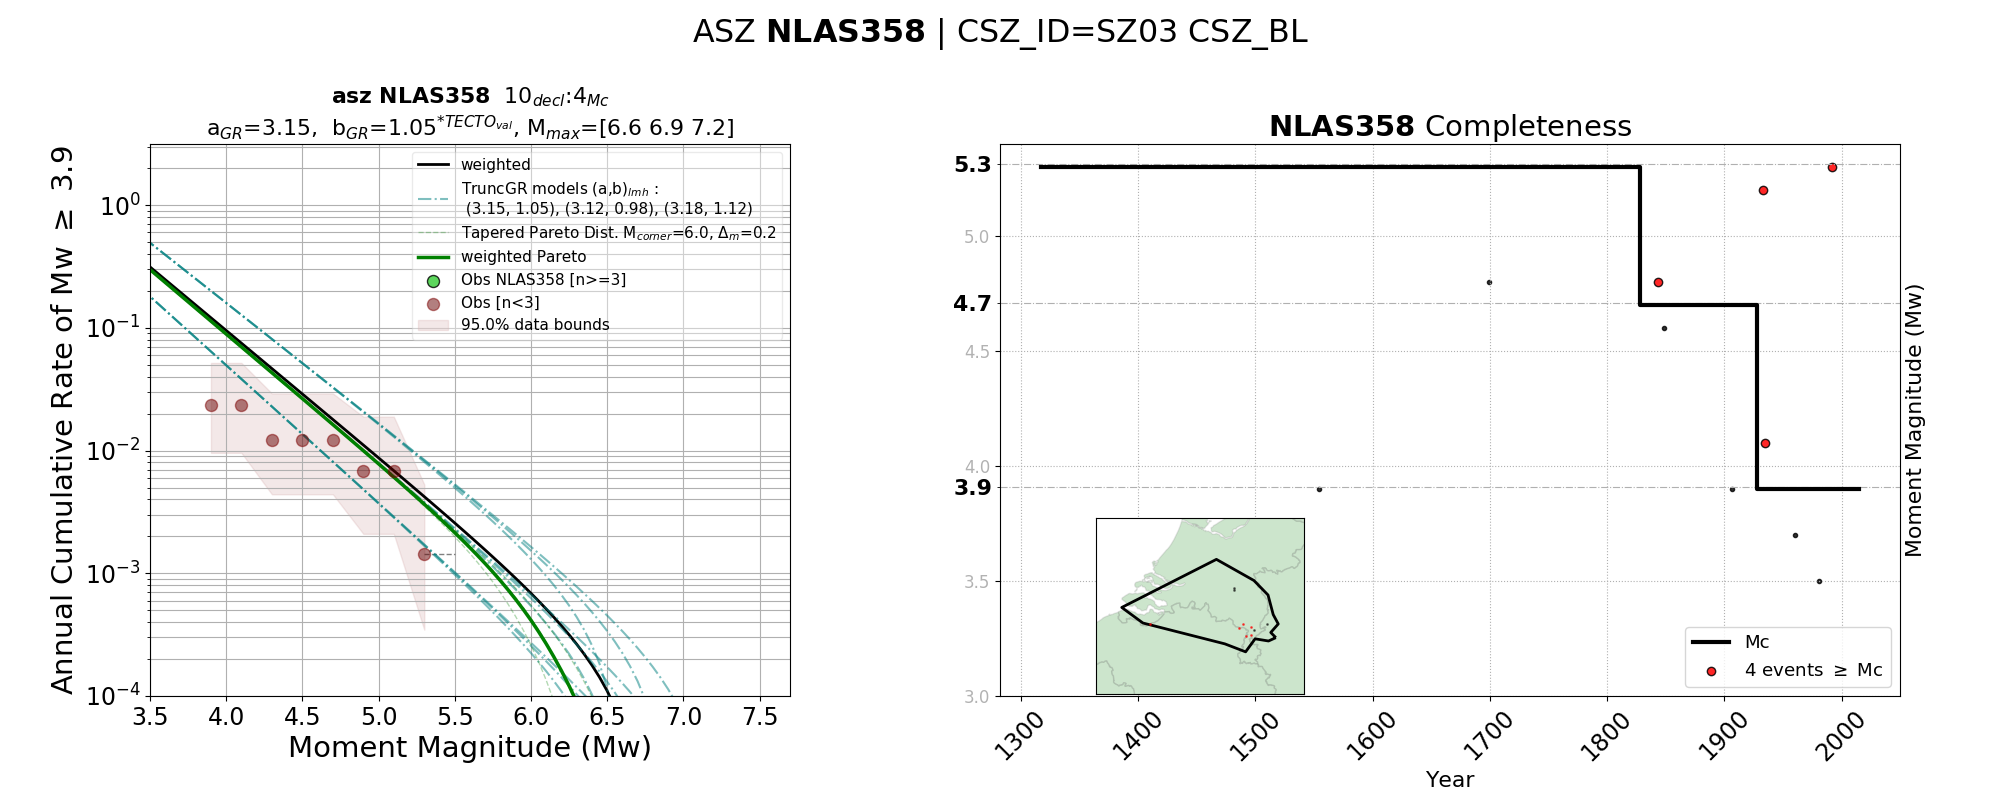 ASZ NLAS358 | CSZ_ID=SZ03 CSZ_BL
asz NLAS358 10decl:4Mc
aGR=3.15, bGR=1.05*TECTOval, Mmax=[6.6 6.9 7.2]
Annual Cumulative Rate of Mw ≥ 3.9
10^0
10^−1
10^−2
10^−3
10^−4
weighted
TruncGR models (a,b)lmh :
(3.15, 1.05), (3.12, 0.98), (3.18, 1.12)
Tapered Pareto Dist. Mcorner=6.0, Δm=0.2
weighted Pareto
Obs NLAS358 [n>=3]
Obs [n<3]
95.0% data bounds
3.5 4.0 4.5 5.0 5.5 6.0 6.5 7.0 7.5
Moment Magnitude (Mw)
NLAS358 Completeness
5.3
5.0
4.7
4.5
4.0
3.9
3.5
3.0
Moment Magnitude (Mw)
Mc
4 events ≥ Mc
1300 1400 1500 1600 1700 1800 1900 2000
Year